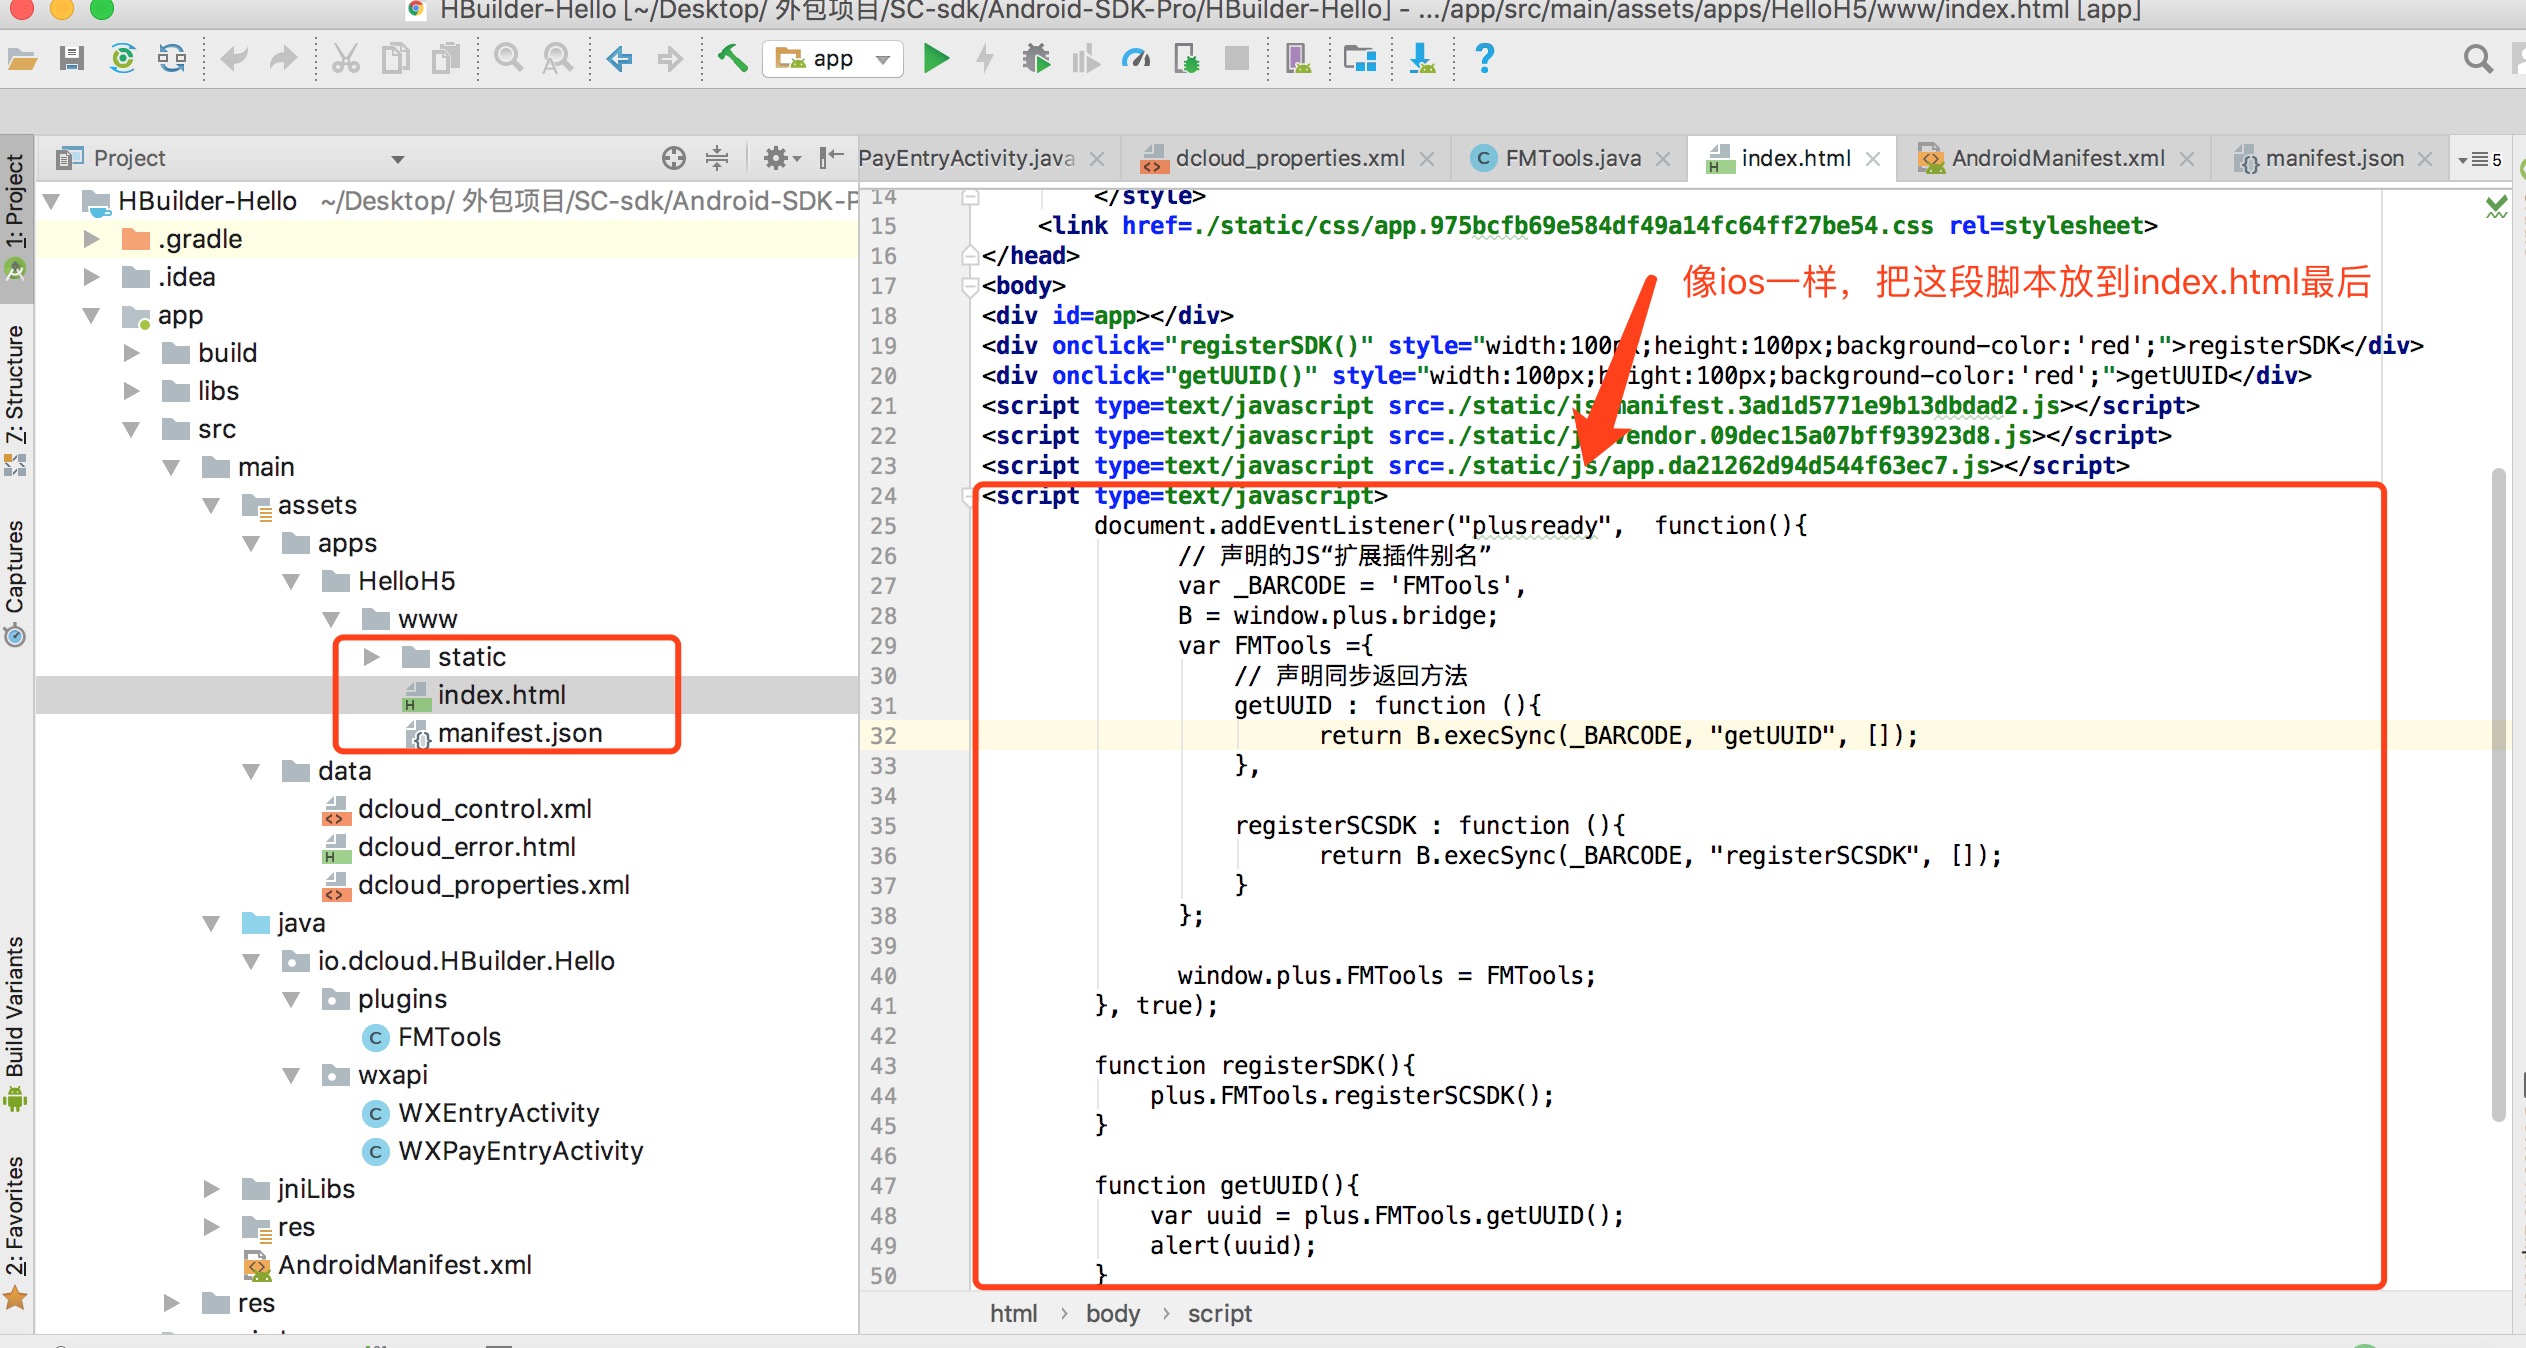 HBuilder-Hello [~/Desktop/ 外包项目/SC-sdk/Android-SDK-Pro/HBuilder-Hello] - .../app/src/main/assets/apps/HelloH5/www/index.html [app]
app
Project
PayEntryActivity.java
dcloud_properties.xml
FMTools.java
index.html
AndroidManifest.xml
manifest.json
5
1: Project
7: Structure
Captures
Build Variants
2: Favorites
HBuilder-Hello ~/Desktop/ 外包项目/SC-sdk/Android-SDK-P
.gradle
.idea
app
build
libs
src
main
assets
apps
HelloH5
www
static
index.html
manifest.json
data
dcloud_control.xml
dcloud_error.html
dcloud_properties.xml
java
io.dcloud.HBuilder.Hello
plugins
FMTools
wxapi
WXEntryActivity
WXPayEntryActivity
jniLibs
res
AndroidManifest.xml
res
14 </style>
15 <link href=./static/css/app.975bcfb69e584df49a14fc64ff27be54.css rel=stylesheet>
16 </head>
像ios一样，把这段脚本放到index.html最后
17 <body>
18 <div id=app></div>
19 <div onclick="registerSDK()" style="width:100px;height:100px;background-color:'red';">registerSDK</div>
20 <div onclick="getUUID()" style="width:100px;height:100px;background-color:'red';">getUUID</div>
21 <script type=text/javascript src=./static/js/manifest.3ad1d5771e9b13dbdad2.js></script>
22 <script type=text/javascript src=./static/js/vendor.09dec15a07bff93923d8.js></script>
23 <script type=text/javascript src=./static/js/app.da21262d94d544f63ec7.js></script>
24 <script type=text/javascript>
25 document.addEventListener("plusready", function(){
26 // 声明的JS“扩展插件别名”
27 var _BARCODE = 'FMTools',
28 B = window.plus.bridge;
29 var FMTools ={
30 // 声明同步返回方法
31 getUUID : function (){
32 return B.execSync(_BARCODE, "getUUID", []);
33 },
34
35 registerSCSDK : function (){
36 return B.execSync(_BARCODE, "registerSCSDK", []);
37 }
38 };
39
40 window.plus.FMTools = FMTools;
41 }, true);
42
43 function registerSDK(){
44 plus.FMTools.registerSCSDK();
45 }
46
47 function getUUID(){
48 var uuid = plus.FMTools.getUUID();
49 alert(uuid);
50 }
html › body › script